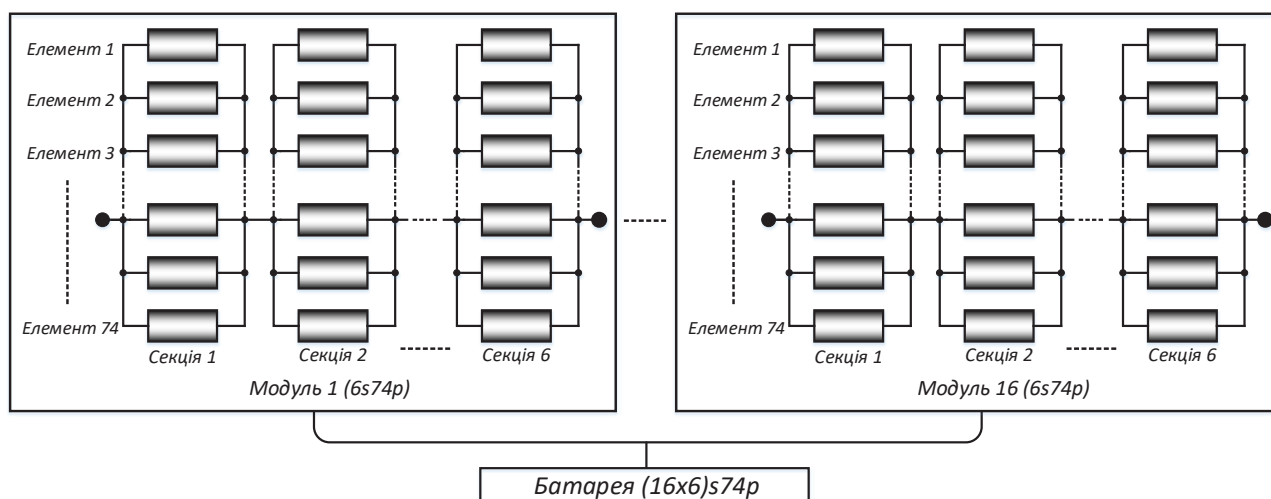 Елемент 1
Елемент 2
Елемент 3
Елемент 74
Секція 1
Секція 2
Секція 6
Модуль 1 (6s74p)
Елемент 1
Елемент 2
Елемент 3
Елемент 74
Секція 1
Секція 2
Секція 6
Модуль 16 (6s74p)
Батарея (16x6)s74p